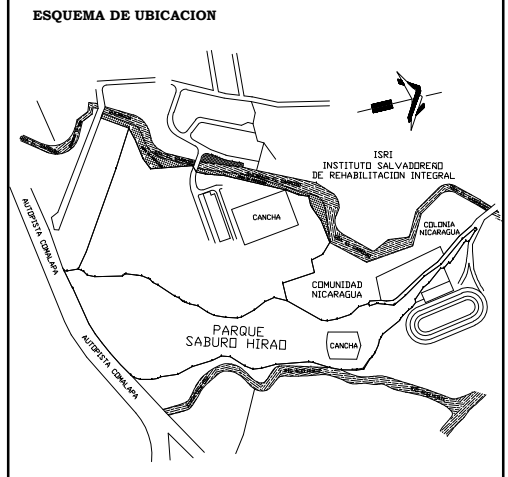 ESQUEMA DE UBICACION
ISRI
INSTITUTO SALVADOREÑO
DE REHABILITACION INTEGRAL
CANCHA
COLONIA
NICARAGUA
AUTOPISTA COMALAPA
COMUNIDAD
NICARAGUA
PARQUE
SABURO HIRAO
CANCHA
AUTOPISTA COMALAPA